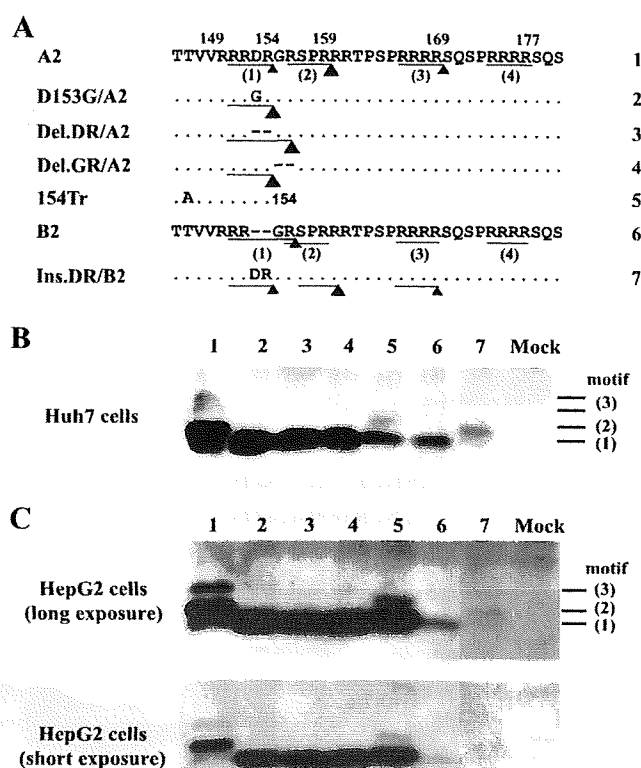 A
149 154 159 169 177
A2 TTVVRRRDRGRSPRRRTPSPRRRRSQSPRRRRSQS 1
(1) (2) (3) (4)
D153G/A2 G 2
Del.DR/A2 -- 3
Del.GR/A2 -- 4
154Tr . A . . . . . . 154 5
B2 TTVVRRRR--GRSPRRRTPSPRRRRSQSPRRRRSQS 6
(1) (2) (3) (4)
Ins.DR/B2 DR 7
B
1 2 3 4 5 6 7 Mock
motif
Huh7 cells
(3)
(2)
(1)
C
1 2 3 4 5 6 7 Mock
motif
HepG2 cells
(long exposure)
(3)
(2)
(1)
HepG2 cells
(short exposure)